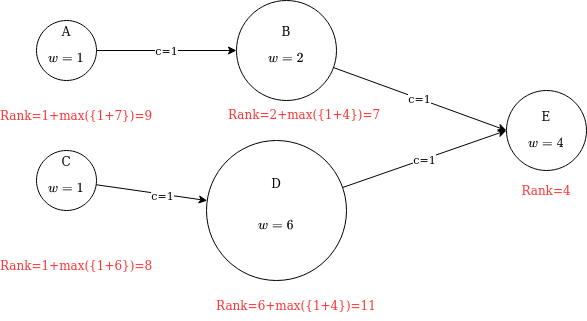 A
w = 1
c=1
B
w = 2
Rank=1+max({1+7})=9
Rank=2+max({1+4})=7
c=1
E
w = 4
Rank=4
C
w = 1
c=1
D
w = 6
c=1
Rank=1+max({1+6})=8
Rank=6+max({1+4})=11